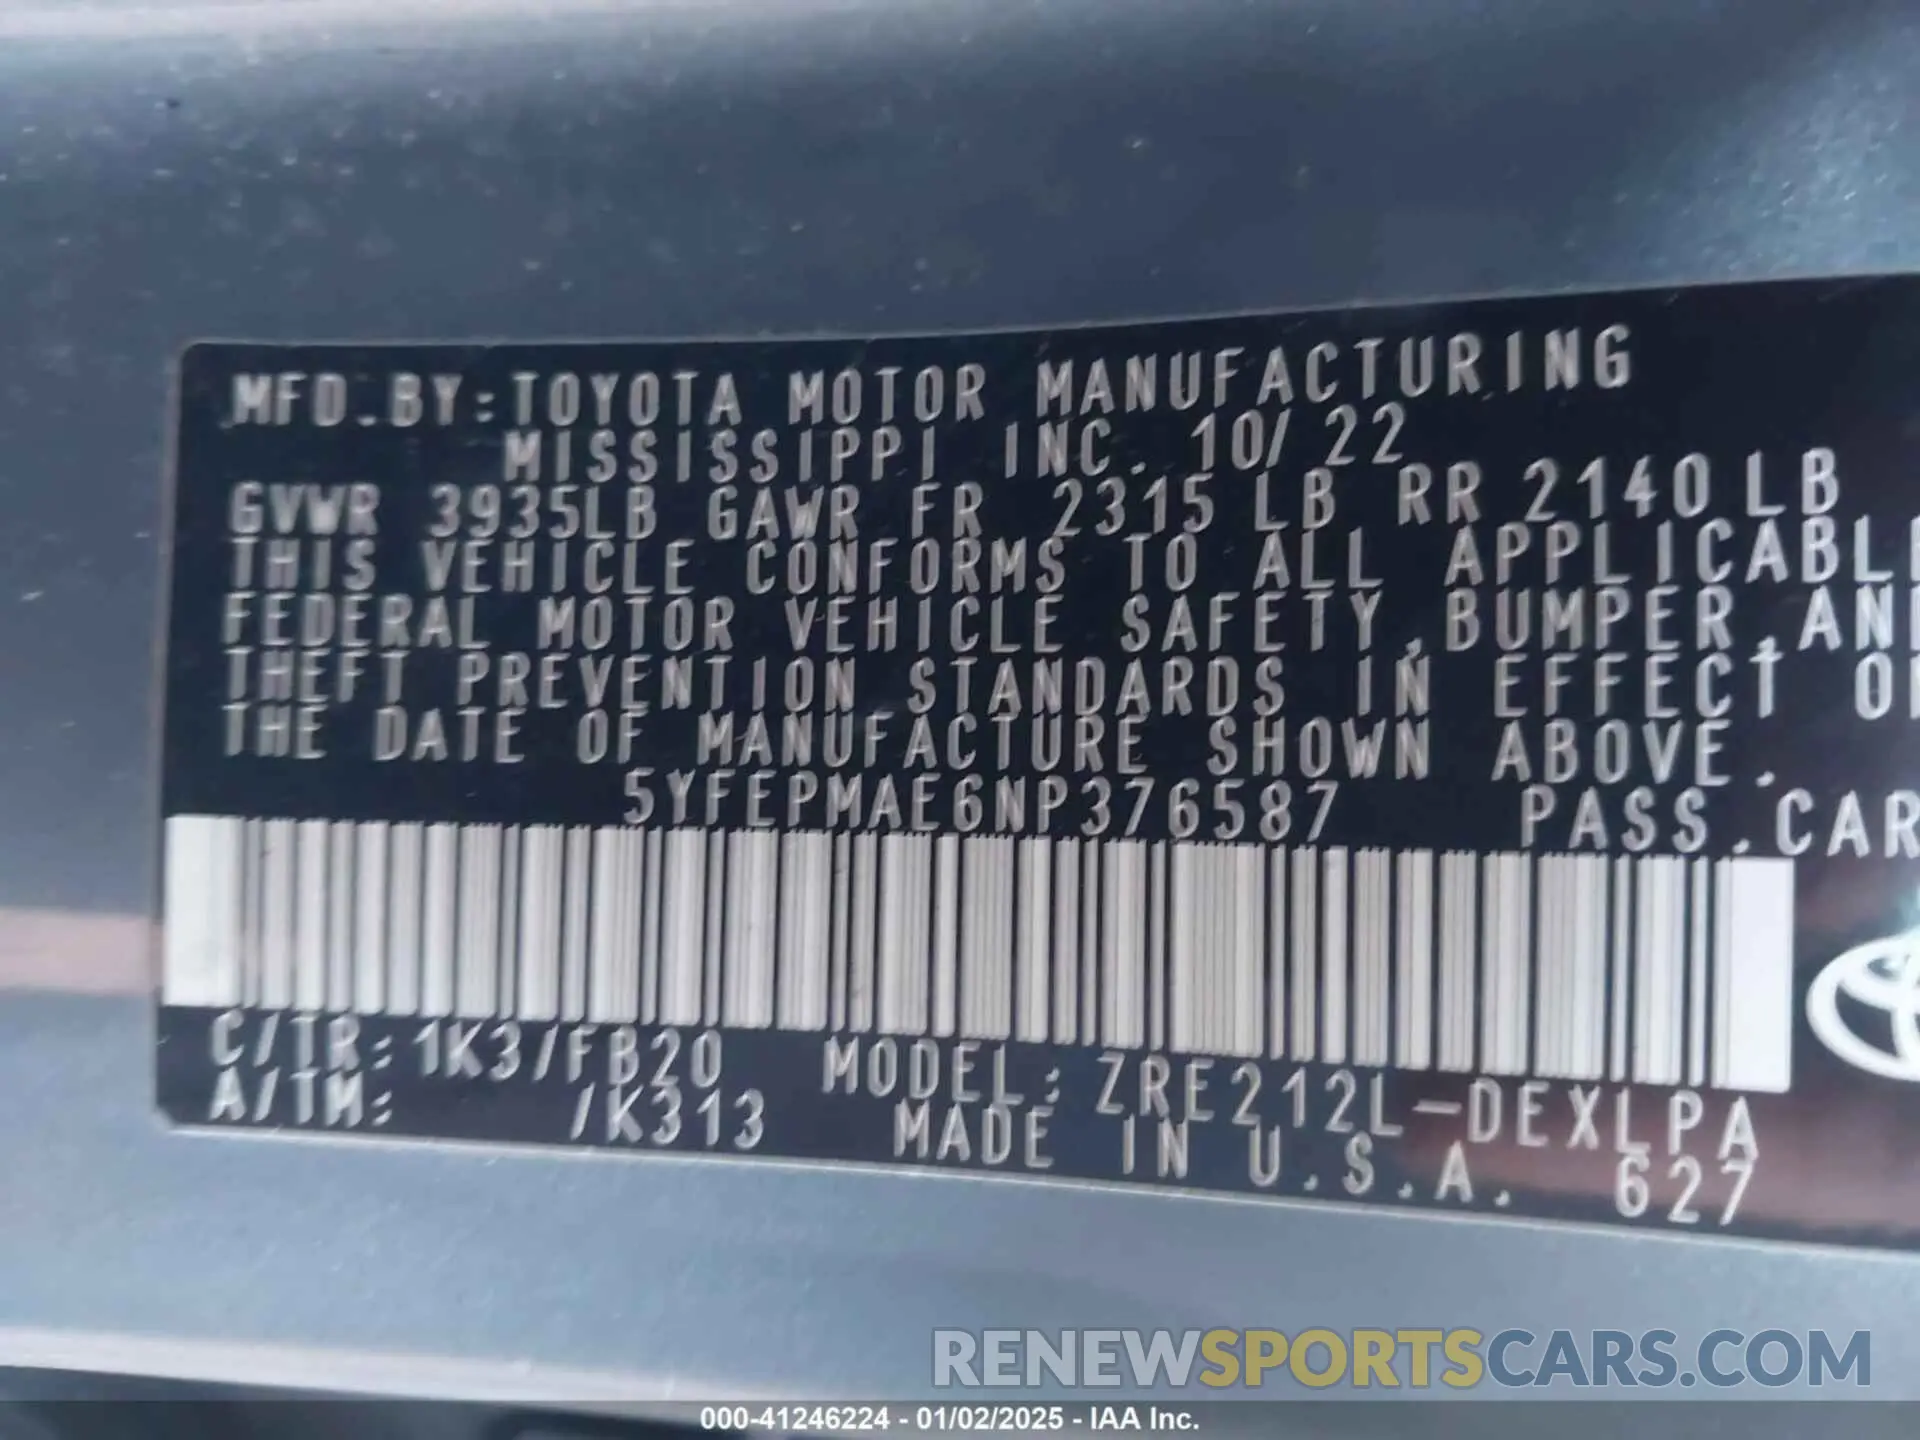 MFD.BY:TOYOTA MOTOR MANUFACTURING
MISSISSIPPI INC. 10/22
GVWR 3935LB GAWR FR 2315 LB RR 2140 LB
THIS VEHICLE CONFORMS TO ALL APPLICABLE
FEDERAL MOTOR VEHICLE SAFETY,BUMPER,AN
THEFT PREVENTION STANDARDS IN EFFECT O
THE DATE OF MANUFACTURE SHOWN ABOVE.
5YFEPMAE6NP376587 PASS.CAR
C/TR:1K3/FB20 MODEL:ZRE212L-DEXLPA
A/TM: /K313 MADE IN U.S.A. 627
RENEWSPORTSCARS.COM
000-41246224 - 01/02/2025 - IAA Inc.